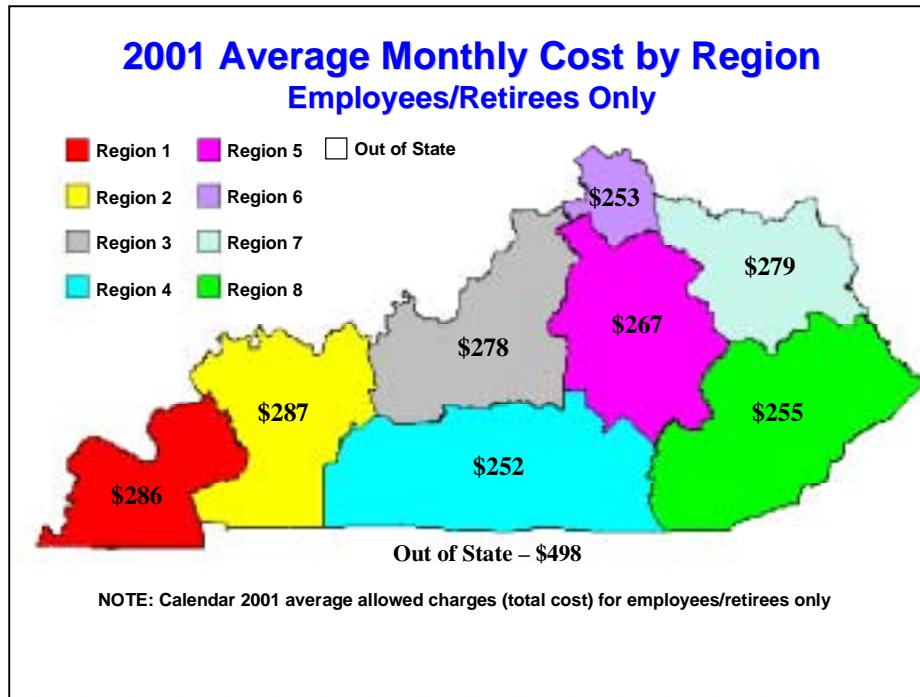 2001 Average Monthly Cost by Region
Employees/Retirees Only
Region 1
Region 5
Out of State
Region 2
Region 6
Region 3
Region 7
Region 4
Region 8
$253
$279
$267
$278
$287
$255
$252
$286
Out of State – $498
NOTE: Calendar 2001 average allowed charges (total cost) for employees/retirees only